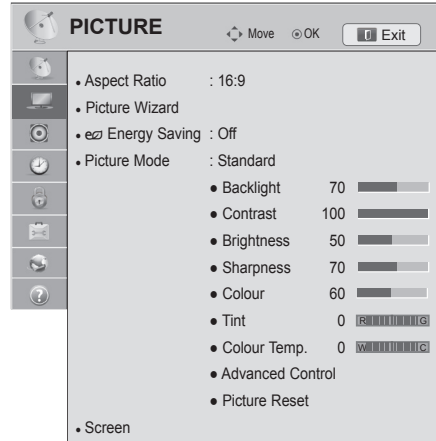 PICTURE Move OK Exit
• Aspect Ratio : 16:9
• Picture Wizard
• Energy Saving : Off
• Picture Mode : Standard
• Backlight 70
• Contrast 100
• Brightness 50
• Sharpness 70
• Colour 60
• Tint 0 R G
• Colour Temp. 0 W C
• Advanced Control
• Picture Reset
• Screen